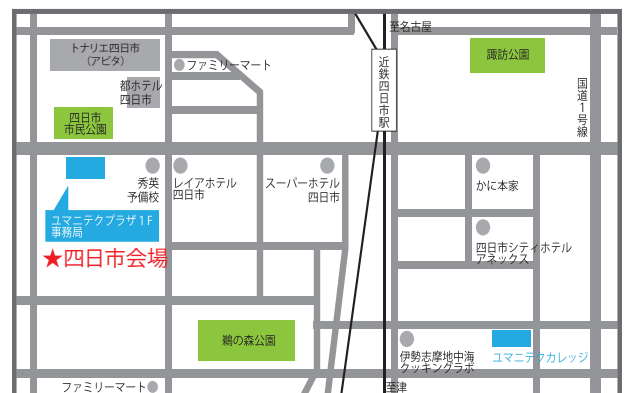 至名古屋
トナリエ四日市
（アピタ）
ファミリーマート
諏訪公園
近鉄四日市駅
都ホテル
四日市
国道1号線
四日市
市民公園
秀英
予備校
レイアホテル
四日市
スーパーホテル
四日市
かに本家
ユマニテクプラザ1F
事務局
★四日市会場
四日市シティホテル
アネックス
鵜の森公園
伊勢志摩地中海
クッキングラボ
ユマニテクカレッジ
ファミリーマート
至津